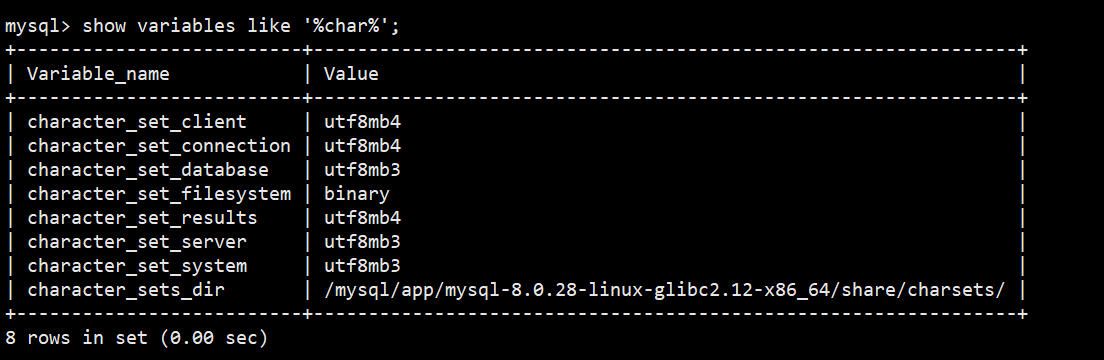 mysql> show variables like '%char%';
+--------------------------+----------------------------------------------------------------+
| Variable_name            | Value                                                          |
+--------------------------+----------------------------------------------------------------+
| character_set_client     | utf8mb4                                                        |
| character_set_connection | utf8mb4                                                        |
| character_set_database   | utf8mb3                                                        |
| character_set_filesystem | binary                                                         |
| character_set_results    | utf8mb4                                                        |
| character_set_server     | utf8mb3                                                        |
| character_set_system     | utf8mb3                                                        |
| character_sets_dir       | /mysql/app/mysql-8.0.28-linux-glibc2.12-x86_64/share/charsets/ |
+--------------------------+----------------------------------------------------------------+
8 rows in set (0.00 sec)